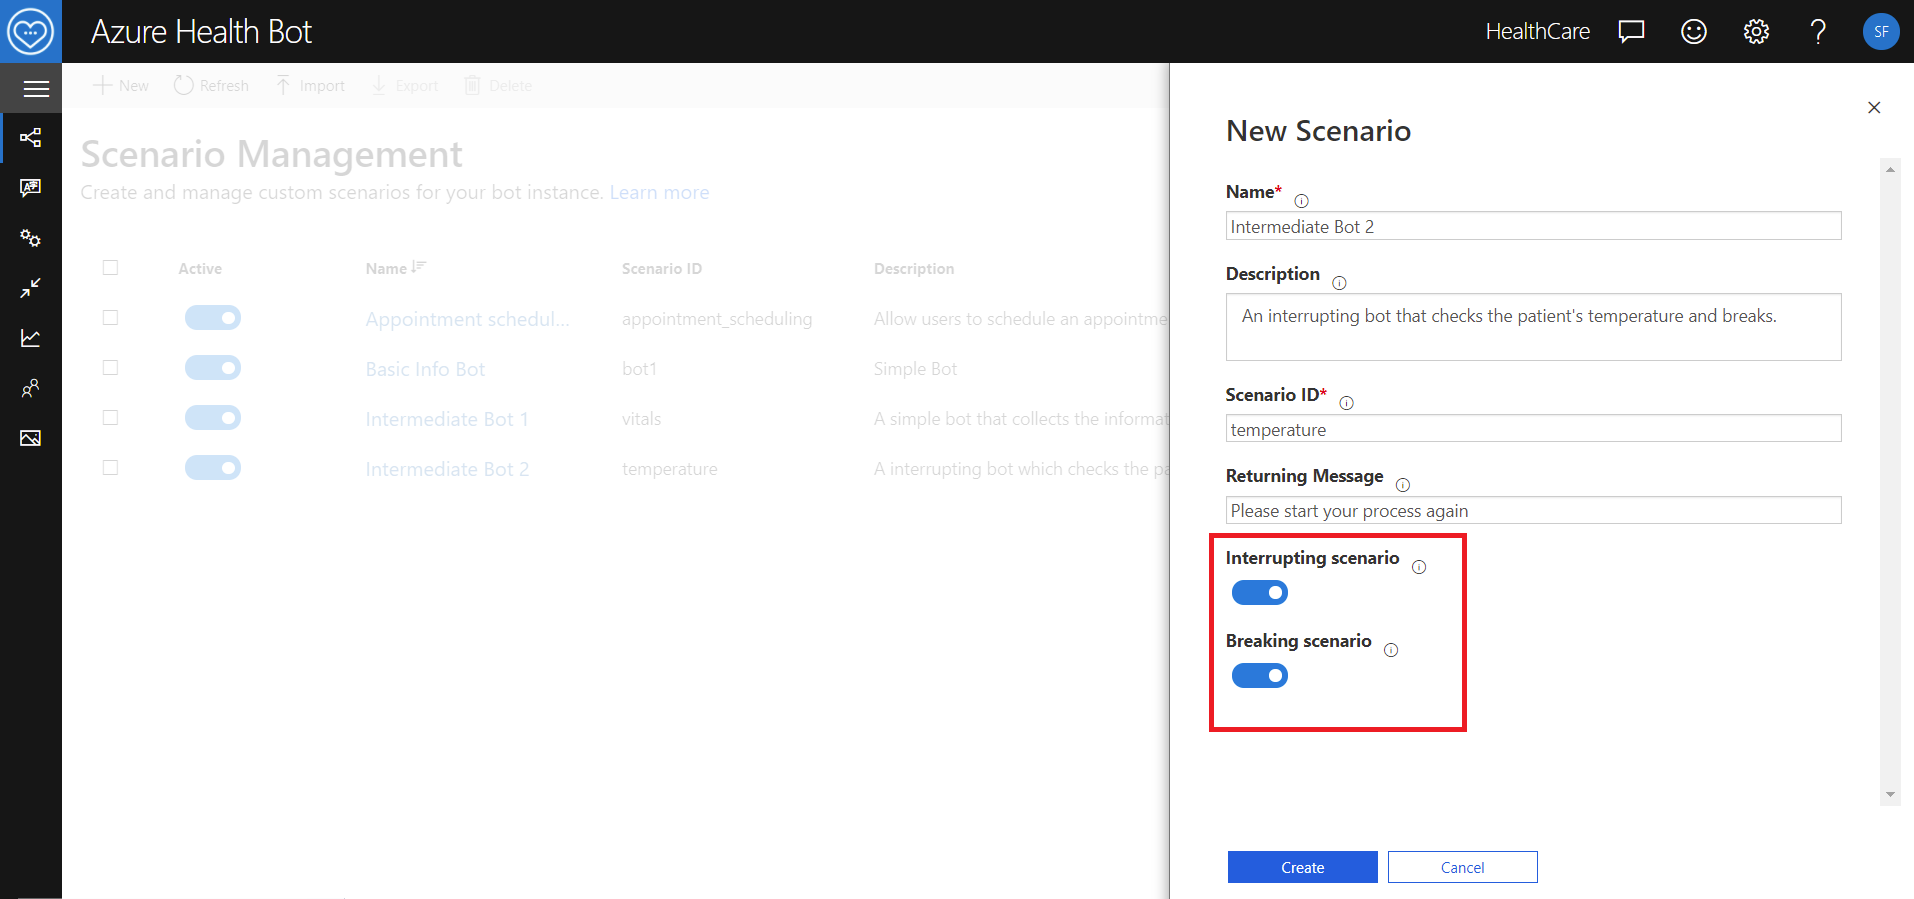 Azure Health Bot
HealthCare
SF
New
Refresh
Import
Export
Delete
Scenario Management
Create and manage custom scenarios for your bot instance. Learn more
Active Name Scenario ID Description
Appointment schedul... appointment_scheduling Allow users to schedule an appointme
Basic Info Bot bot1 Simple Bot
Intermediate Bot 1 vitals A simple bot that collects the informat
Intermediate Bot 2 temperature A interrupting bot which checks the pa
New Scenario
Name*
Intermediate Bot 2
Description
An interrupting bot that checks the patient's temperature and breaks.
Scenario ID*
temperature
Returning Message
Please start your process again
Interrupting scenario
Breaking scenario
Create
Cancel